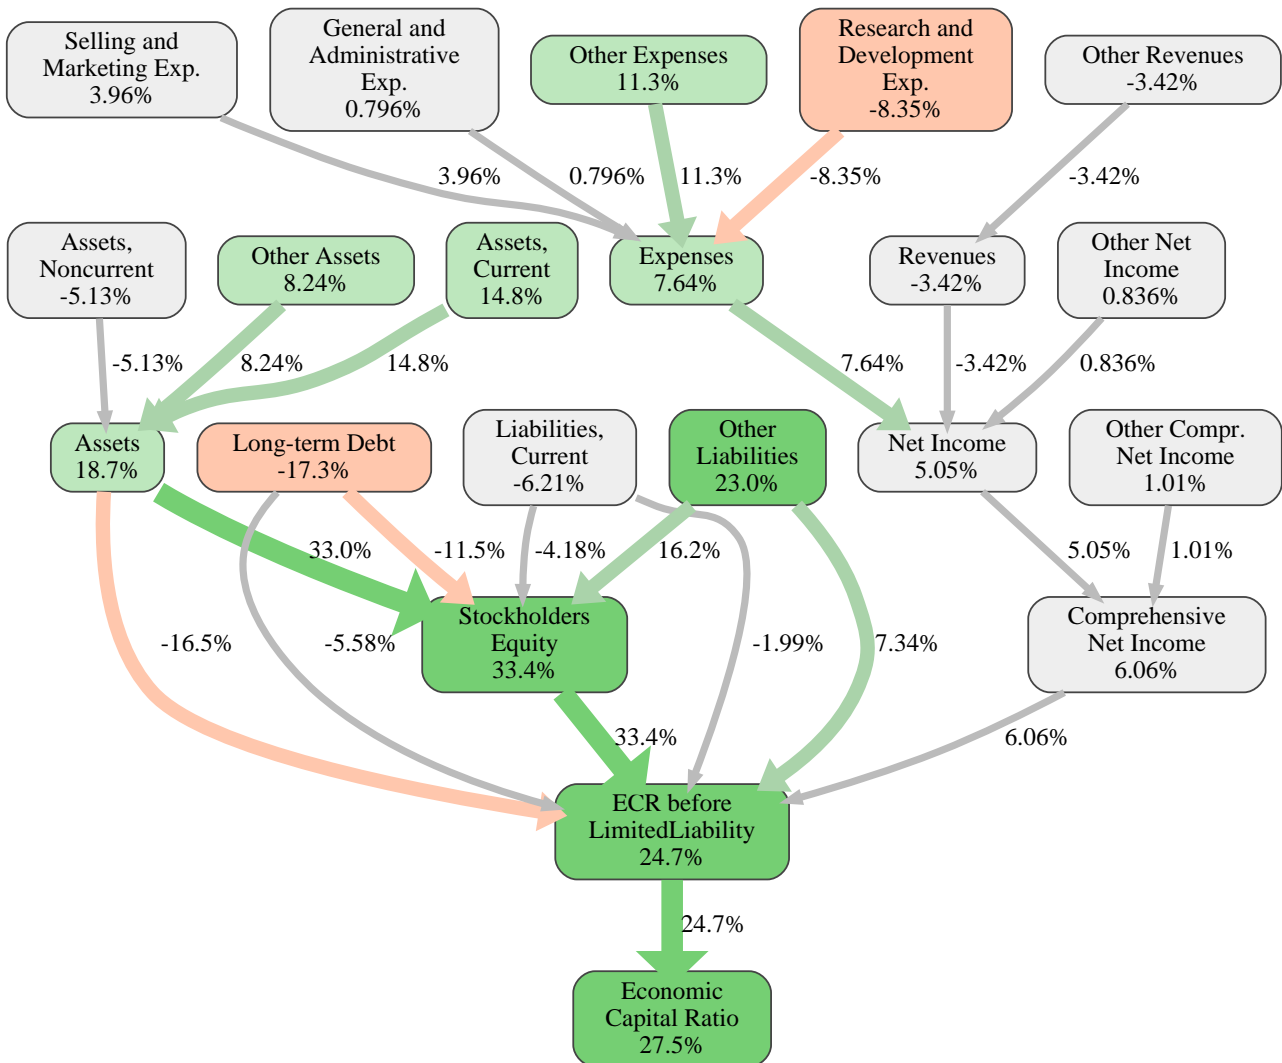 Selling and
Marketing Exp.
3.96%
General and
Administrative
Exp.
0.796%
Other Expenses
11.3%
Research and
Development
Exp.
-8.35%
Other Revenues
-3.42%
3.96%
0.796%
11.3%
-8.35%
-3.42%
Assets,
Noncurrent
-5.13%
Other Assets
8.24%
Assets,
Current
14.8%
Expenses
7.64%
Revenues
-3.42%
Other Net
Income
0.836%
-5.13%
8.24%
14.8%
7.64%
-3.42%
0.836%
Assets
18.7%
Long-term Debt
-17.3%
Liabilities,
Current
-6.21%
Other
Liabilities
23.0%
Net Income
5.05%
Other Compr.
Net Income
1.01%
33.0%
-11.5%
-4.18%
16.2%
5.05%
1.01%
Stockholders
Equity
33.4%
Comprehensive
Net Income
6.06%
-16.5%
-5.58%
-1.99%
7.34%
33.4%
6.06%
ECR before
LimitedLiability
24.7%
24.7%
Economic
Capital Ratio
27.5%